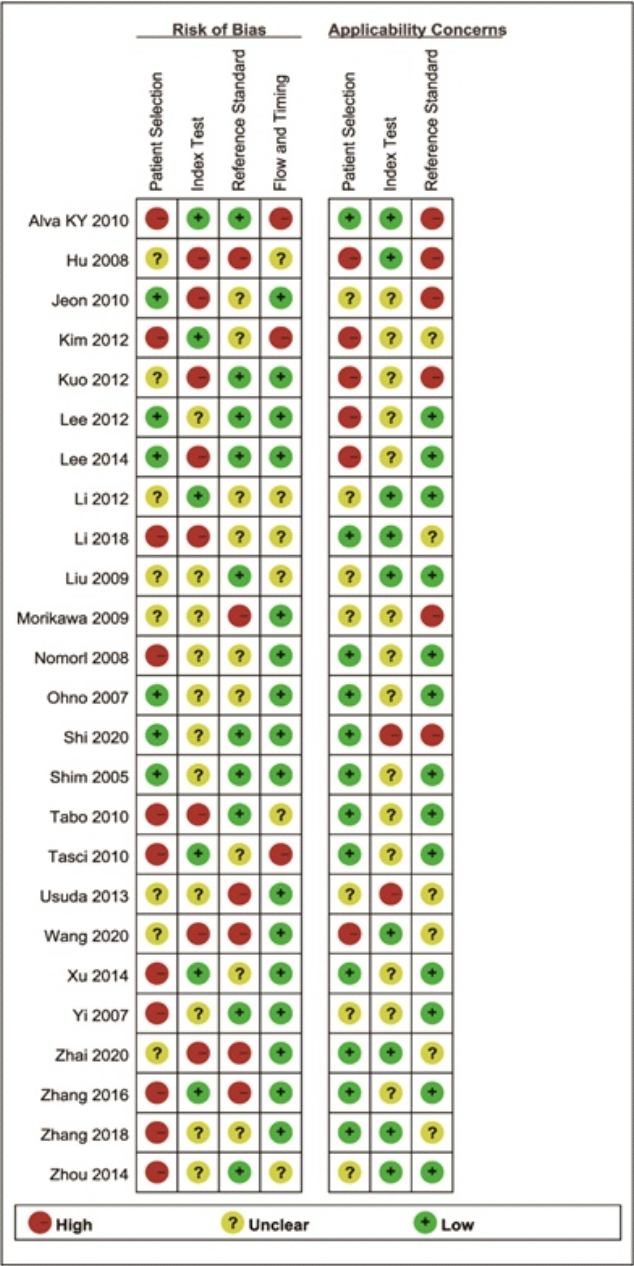 Risk of Bias Applicability Concerns
Patient Selection Index Test Reference Standard Flow and Timing Patient Selection Index Test Reference Standard
Alva KY 2010 - + + - + + -
Hu 2008 ? - - ? - + -
Jeon 2010 + - ? + ? ? -
Kim 2012 - + ? - - ? ?
Kuo 2012 ? - + + - ? -
Lee 2012 + ? + + - ? +
Lee 2014 + - + + - ? +
Li 2012 ? + ? ? ? + +
Li 2018 - - ? ? + + ?
Liu 2009 ? ? + ? ? + +
Morikawa 2009 ? ? - + ? ? -
Nomorl 2008 - ? ? + + ? +
Ohno 2007 + ? ? + + ? +
Shi 2020 + ? + + + - -
Shim 2005 + ? + + + ? +
Tabo 2010 - - + ? + ? +
Tasci 2010 - + ? - + ? +
Usuda 2013 ? ? - + ? - ?
Wang 2020 ? - - + - + ?
Xu 2014 - + ? + + ? +
Yi 2007 - ? + + ? ? +
Zhai 2020 ? - - + + + ?
Zhang 2016 - + - + + ? +
Zhang 2018 - ? ? + + + ?
Zhou 2014 - ? + ? ? + +
- High ? Unclear + Low